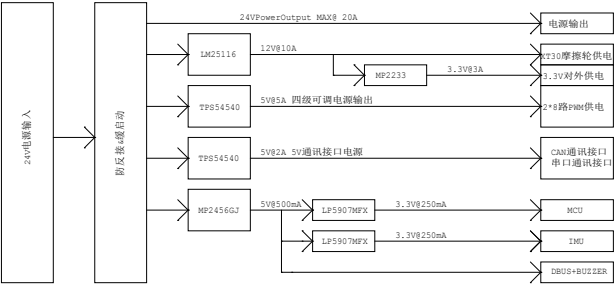 24VPowerOutput MAX@ 20A
电源输出
LM25116
12V@10A
XT30摩擦轮供电
MP2233
3.3V@3A
3.3V对外供电
TPS54540
5V@5A 四级可调电源输出
2*8路PWM供电
24V电源输入
防反接&缓启动
TPS54540
5V@2A 5V通讯接口电源
CAN通讯接口
串口通讯接口
MP2456GJ
5V@500mA
LP5907MFX
3.3V@250mA
MCU
LP5907MFX
3.3V@250mA
IMU
DBUS+BUZZER